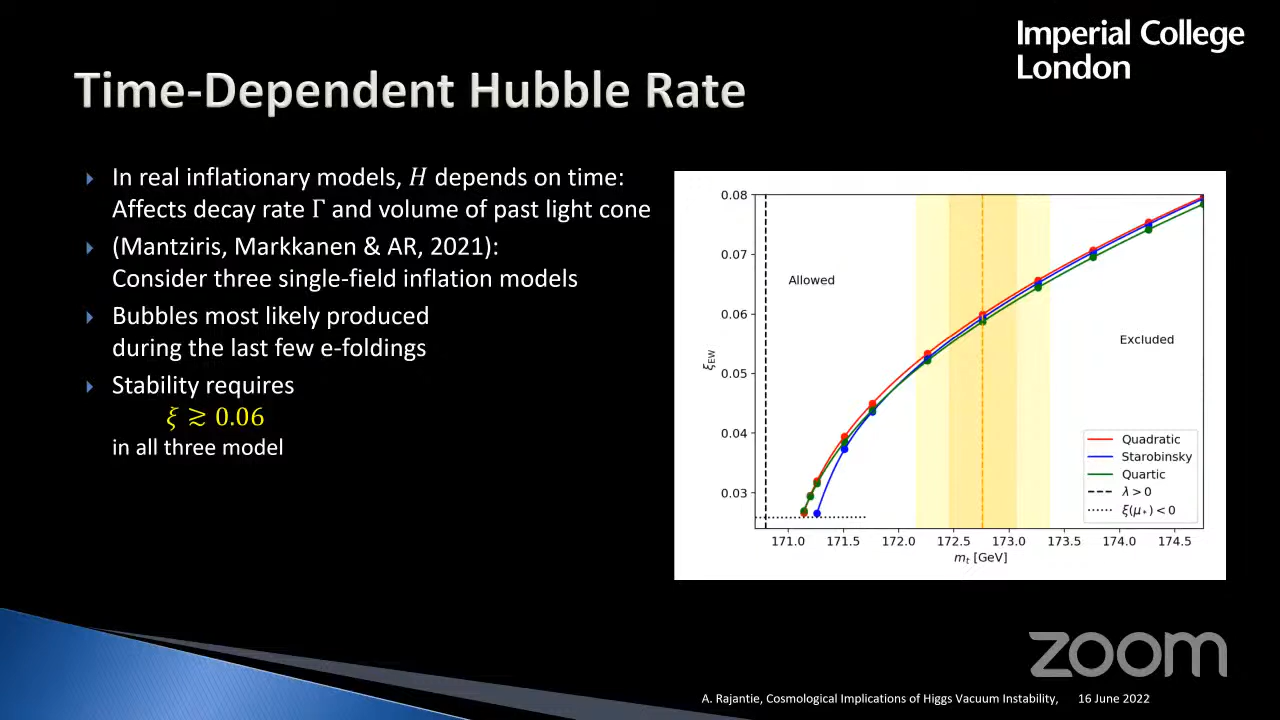 Imperial College
London
Time-Dependent Hubble Rate
In real inflationary models, 𝐻 depends on time:
Affects decay rate Γ and volume of past light cone
(Mantziris, Markkanen & AR, 2021):
Consider three single-field inflation models
Bubbles most likely produced
during the last few e-foldings
Stability requires
ξ ≳ 0.06
in all three model
0.08
0.07
0.06
0.05
0.04
0.03
ξEW
Allowed
Excluded
Quadratic
Starobinsky
Quartic
λ > 0
ξ(μ*) < 0
171.0 171.5 172.0 172.5 173.0 173.5 174.0 174.5
mt [GeV]
zoom
A. Rajantie, Cosmological Implications of Higgs Vacuum Instability, 16 June 2022